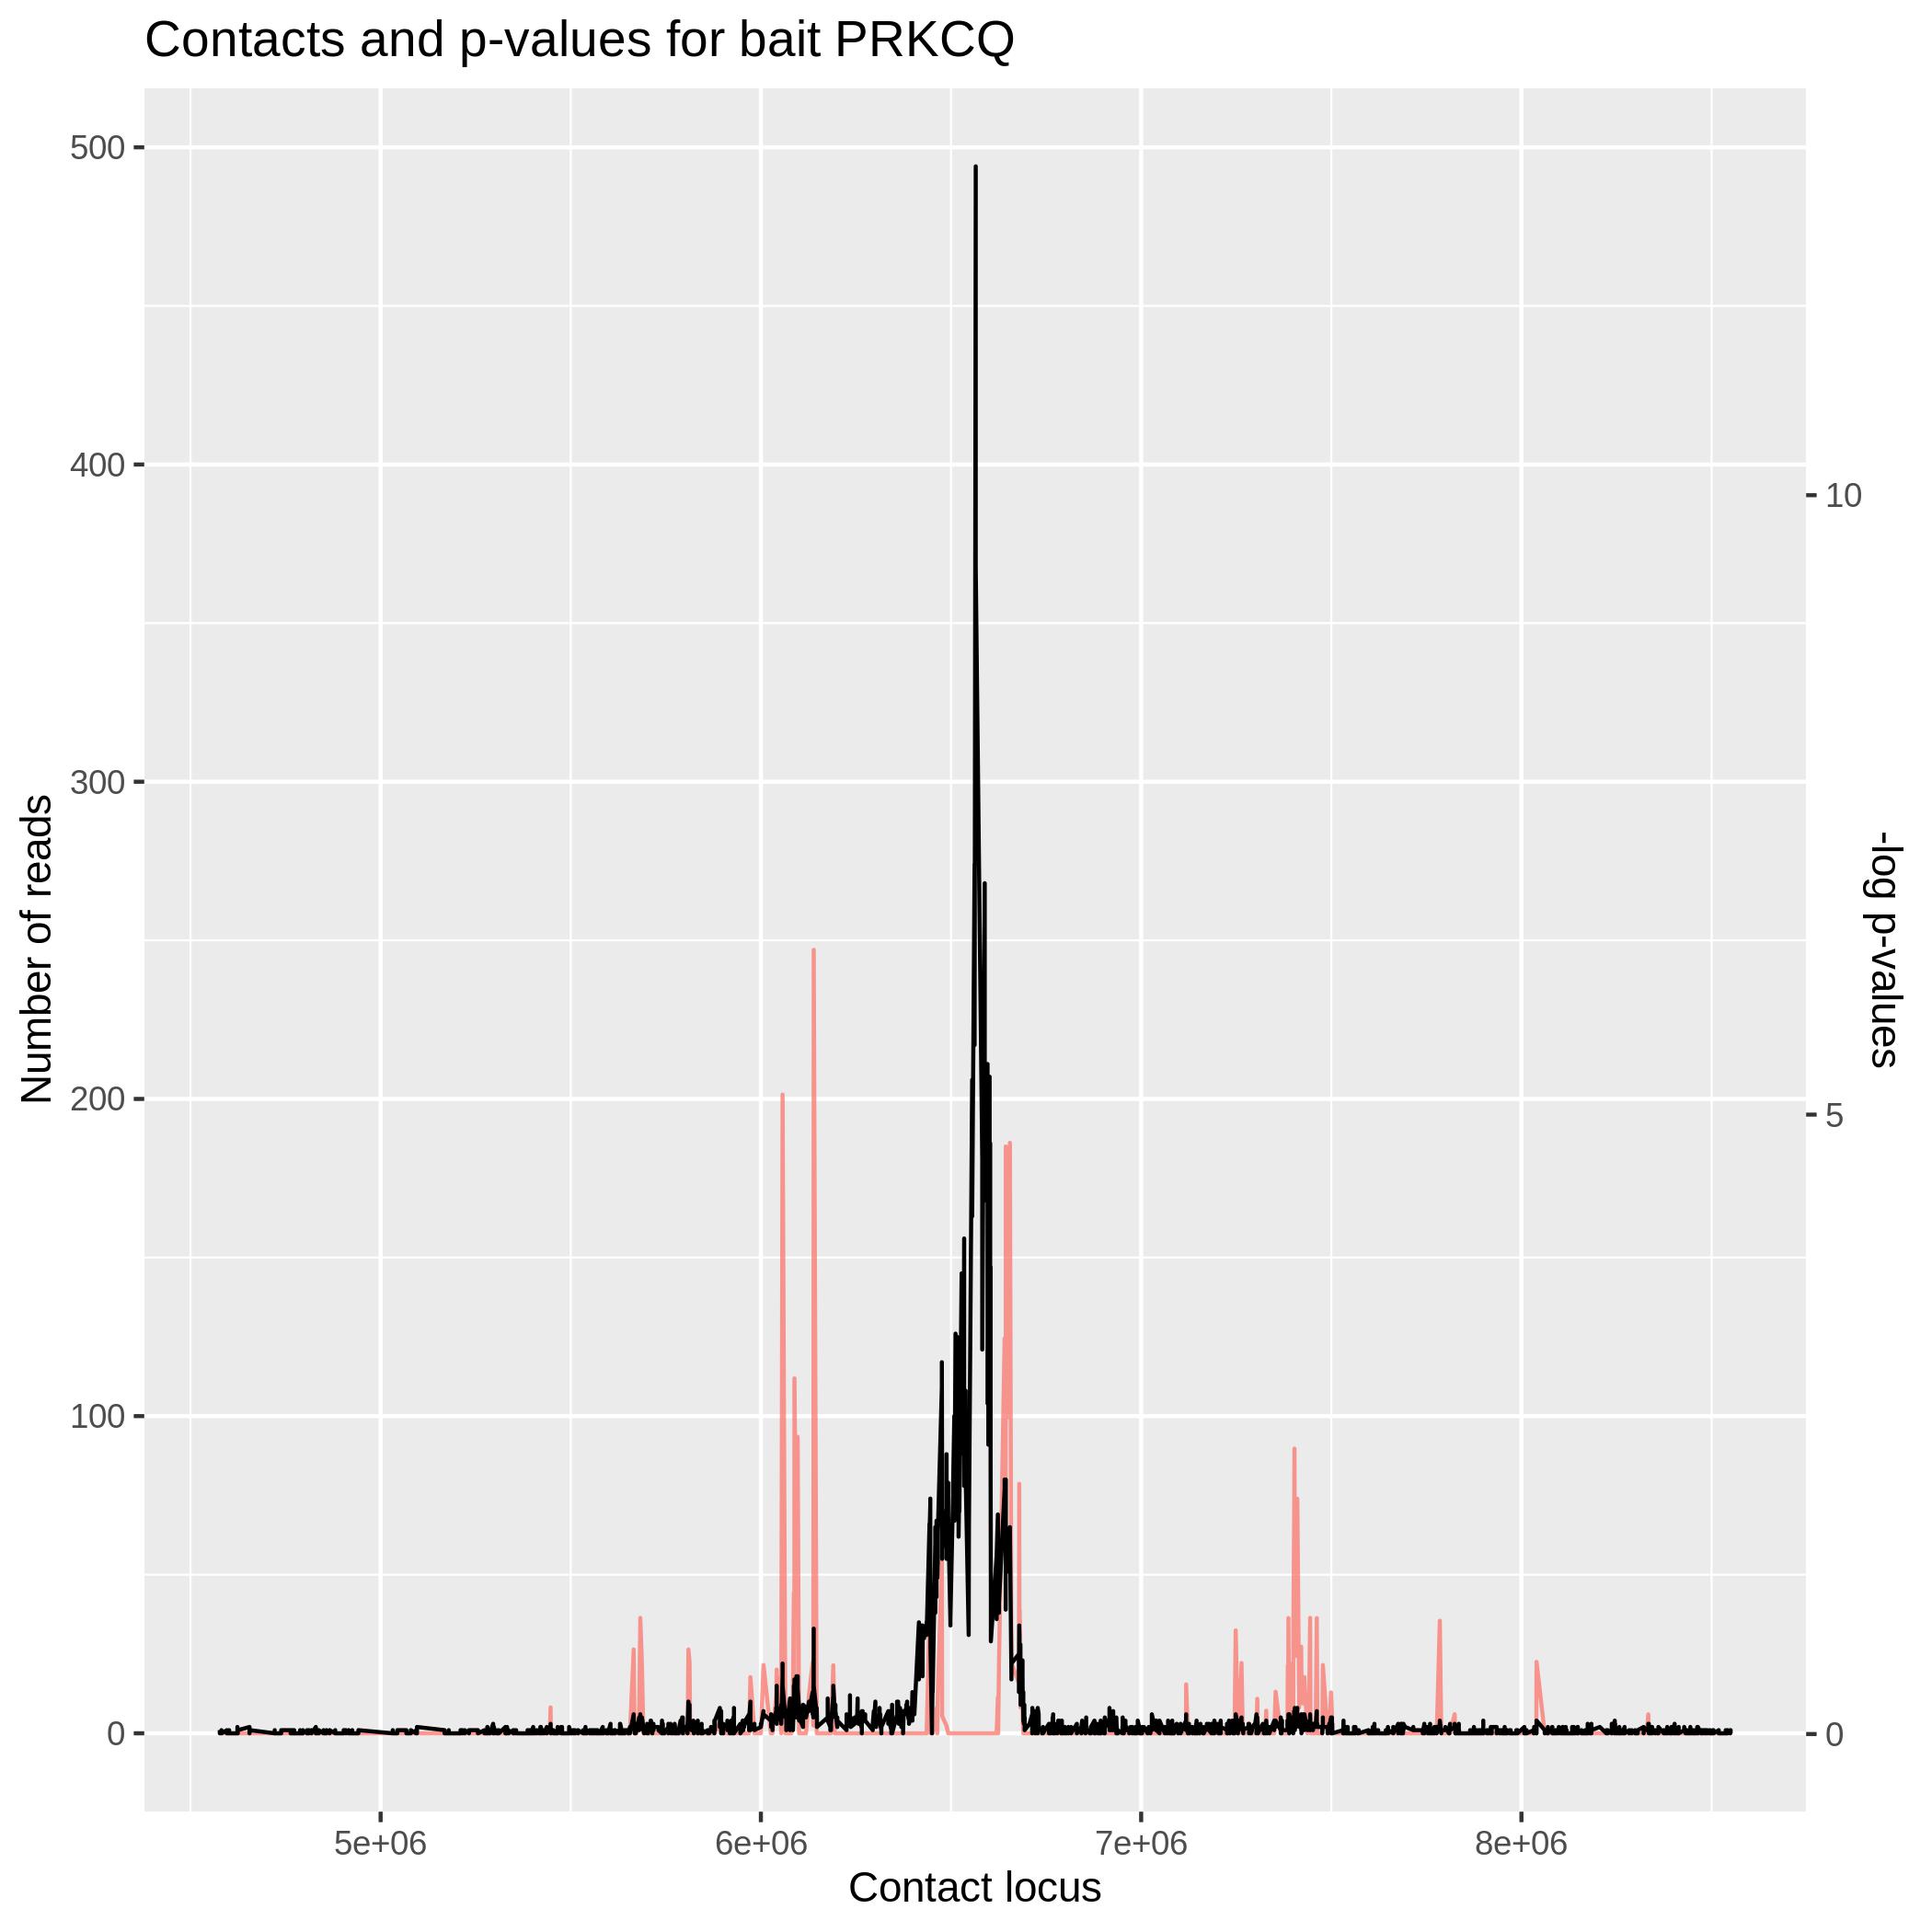 Contacts and p-values for bait PRKCQ
Number of reads
500
400
300
200
100
0
10
5
0
-log p-values
5e+06 6e+06 7e+06 8e+06
Contact locus